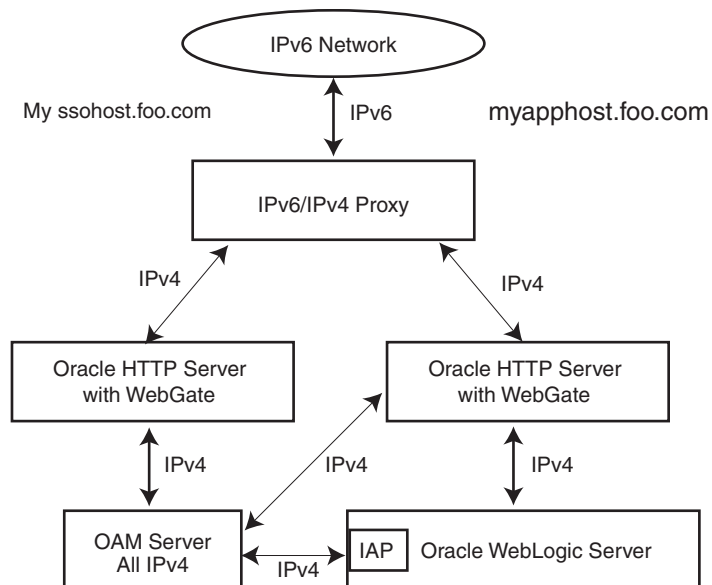 IPv6 Network
My ssohost.foo.com
IPv6
myapphost.foo.com
IPv6/IPv4 Proxy
IPv4
IPv4
Oracle HTTP Server
with WebGate
Oracle HTTP Server
with WebGate
IPv4
IPv4
IPv4
OAM Server
All IPv4
IPv4
IAP
Oracle WebLogic Server